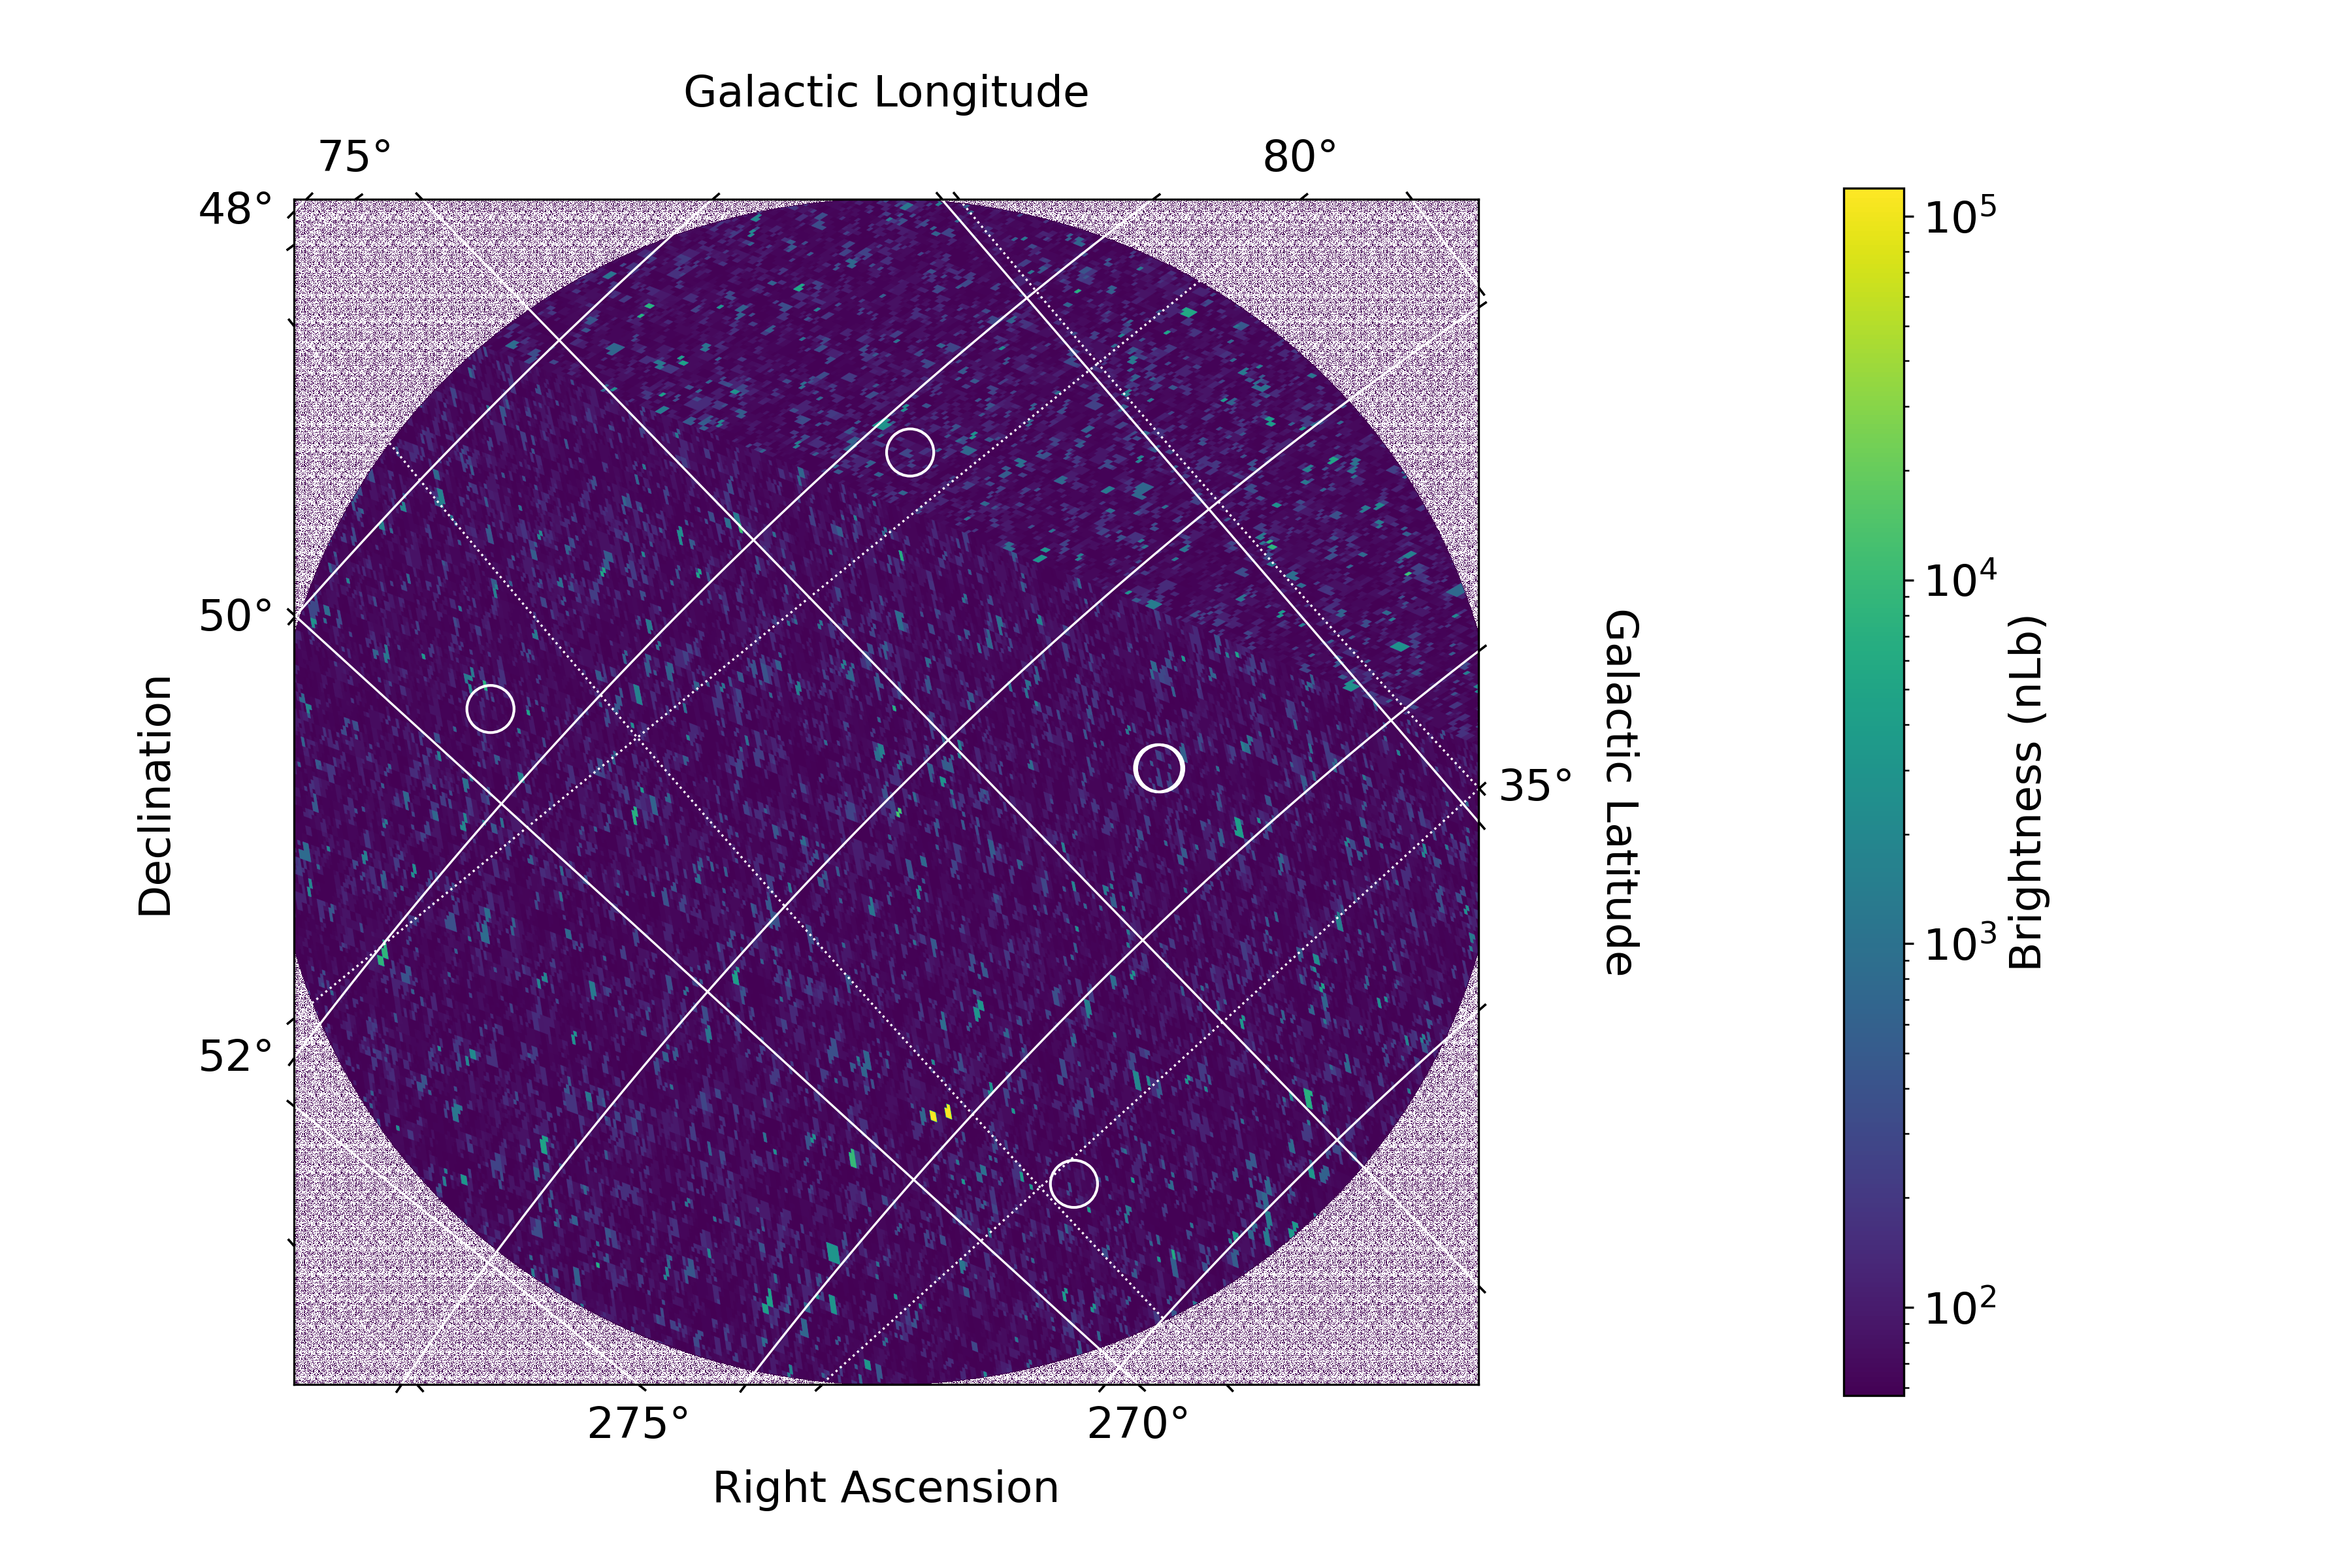 Galactic Longitude
75°
80°
48°
50°
52°
Declination
35°
Galactic Latitude
275°
270°
Right Ascension
10⁵
10⁴
10³
10²
Brightness (nLb)